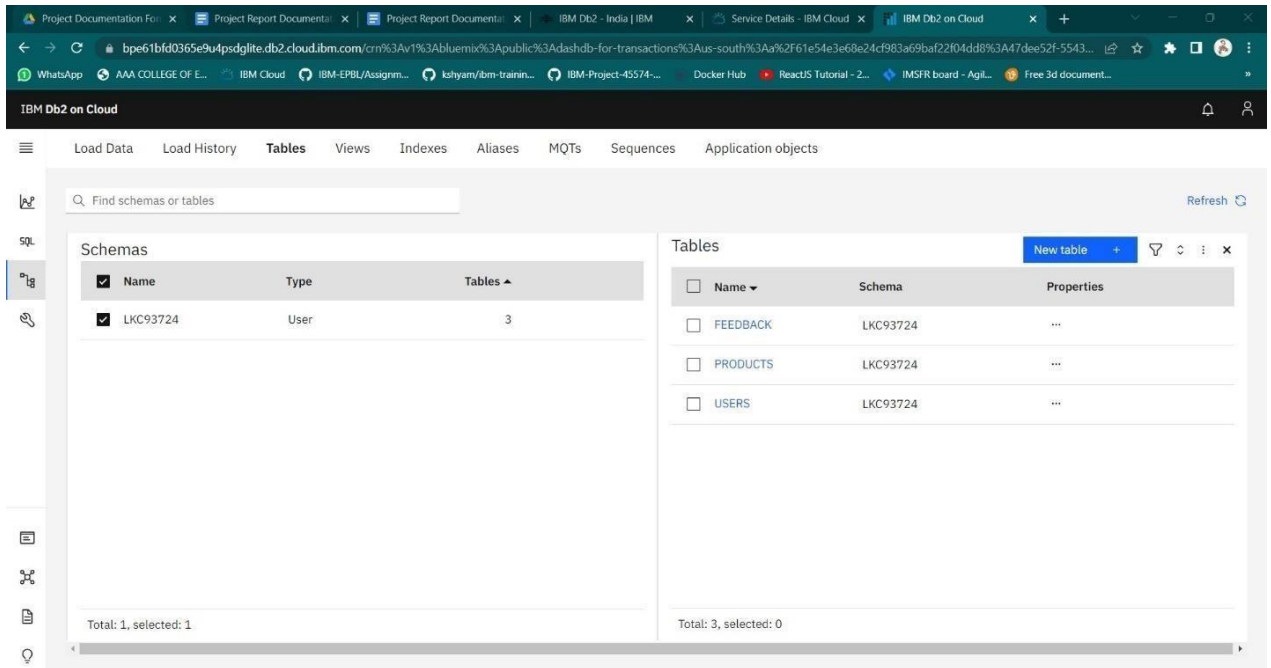 Project Documentation For Project Report Documentat Project Report Documentat IBM Db2 - India | IBM Service Details - IBM Cloud IBM Db2 on Cloud
bpe61bfd0365e9u4psdglite.db2.cloud.ibm.com/crn%3Av1%3Abluemix%3Apublic%3Adashdb-for-transactions%3Aus-south%3Aa%2F61e54e3e68e24cf983a69baf22f04dd8%3A47dee52f-5543...
WhatsApp AAA COLLEGE OF E... IBM Cloud IBM-EPBL/Assignm... kshyam/ibm-trainin... IBM-Project-45574-... Docker Hub ReactJS Tutorial - 2... IMSFR board - Agil... Free 3d document... »
IBM Db2 on Cloud
Load Data Load History Tables Views Indexes Aliases MQTs Sequences Application objects
Find schemas or tables Refresh
SQL
Schemas
Name Type Tables
LKC93724 User 3
Total: 1, selected: 1
Tables New table +
Name Schema Properties
FEEDBACK LKC93724 ...
PRODUCTS LKC93724 ...
USERS LKC93724 ...
Total: 3, selected: 0